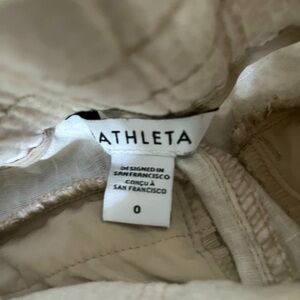 ATHLETA
DESIGNED IN
SAN FRANCISCO
CONÇU À
SAN FRANCISCO
0